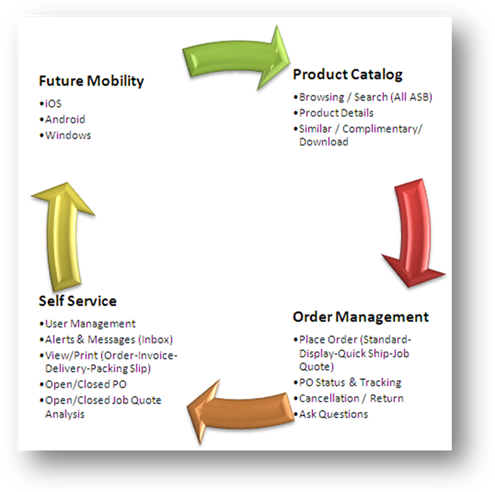 Future Mobility
•iOS
•Android
•Windows
Product Catalog
•Browsing / Search (All ASB)
•Product Details
•Similar / Complimentary/
Download
Order Management
•Place Order (Standard-
Display-Quick Ship-Job
Quote)
•PO Status & Tracking
•Cancellation / Return
•Ask Questions
Self Service
•User Management
•Alerts & Messages (Inbox)
•View/Print (Order-Invoice-
Delivery-Packing Slip)
•Open/Closed PO
•Open/Closed Job Quote
Analysis